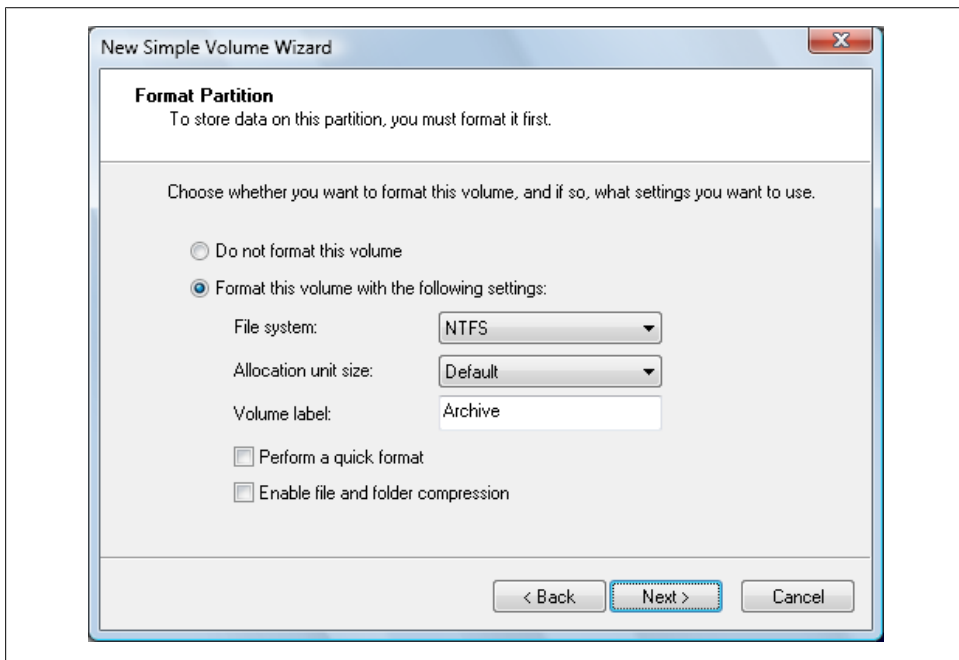 New Simple Volume Wizard
Format Partition
To store data on this partition, you must format it first.
Choose whether you want to format this volume, and if so, what settings you want to use.
Do not format this volume
Format this volume with the following settings:
File system: NTFS
Allocation unit size: Default
Volume label: Archive
Perform a quick format
Enable file and folder compression
< Back Next > Cancel